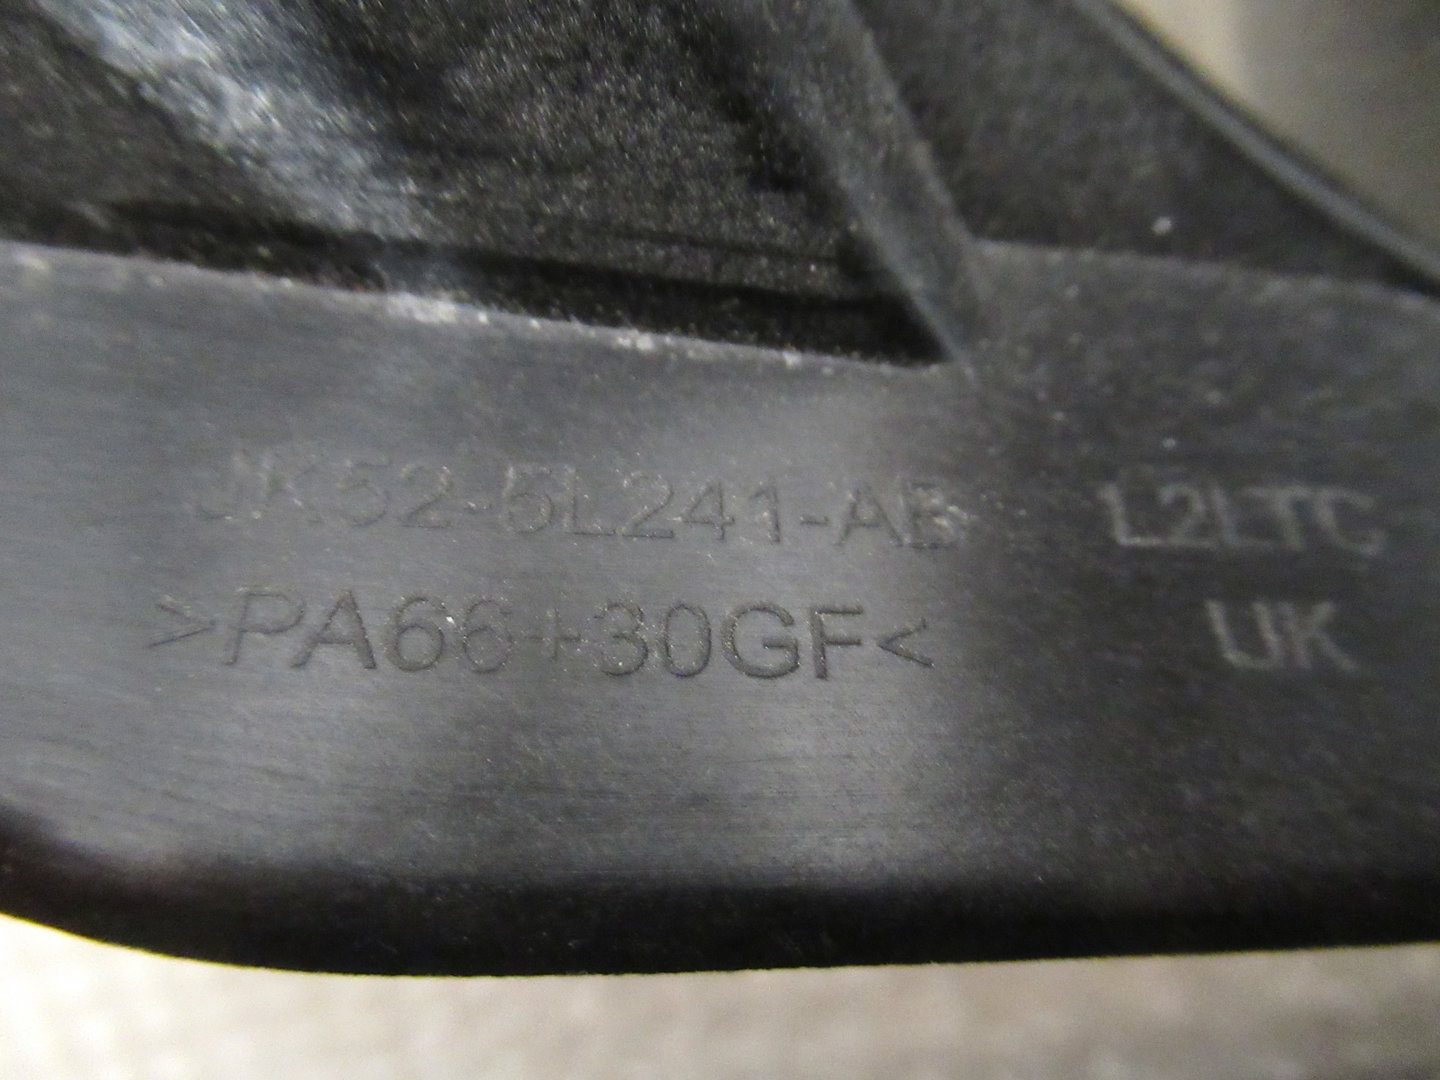 JK52-5L241-AB L2LTC
>PA66+30GF< UK